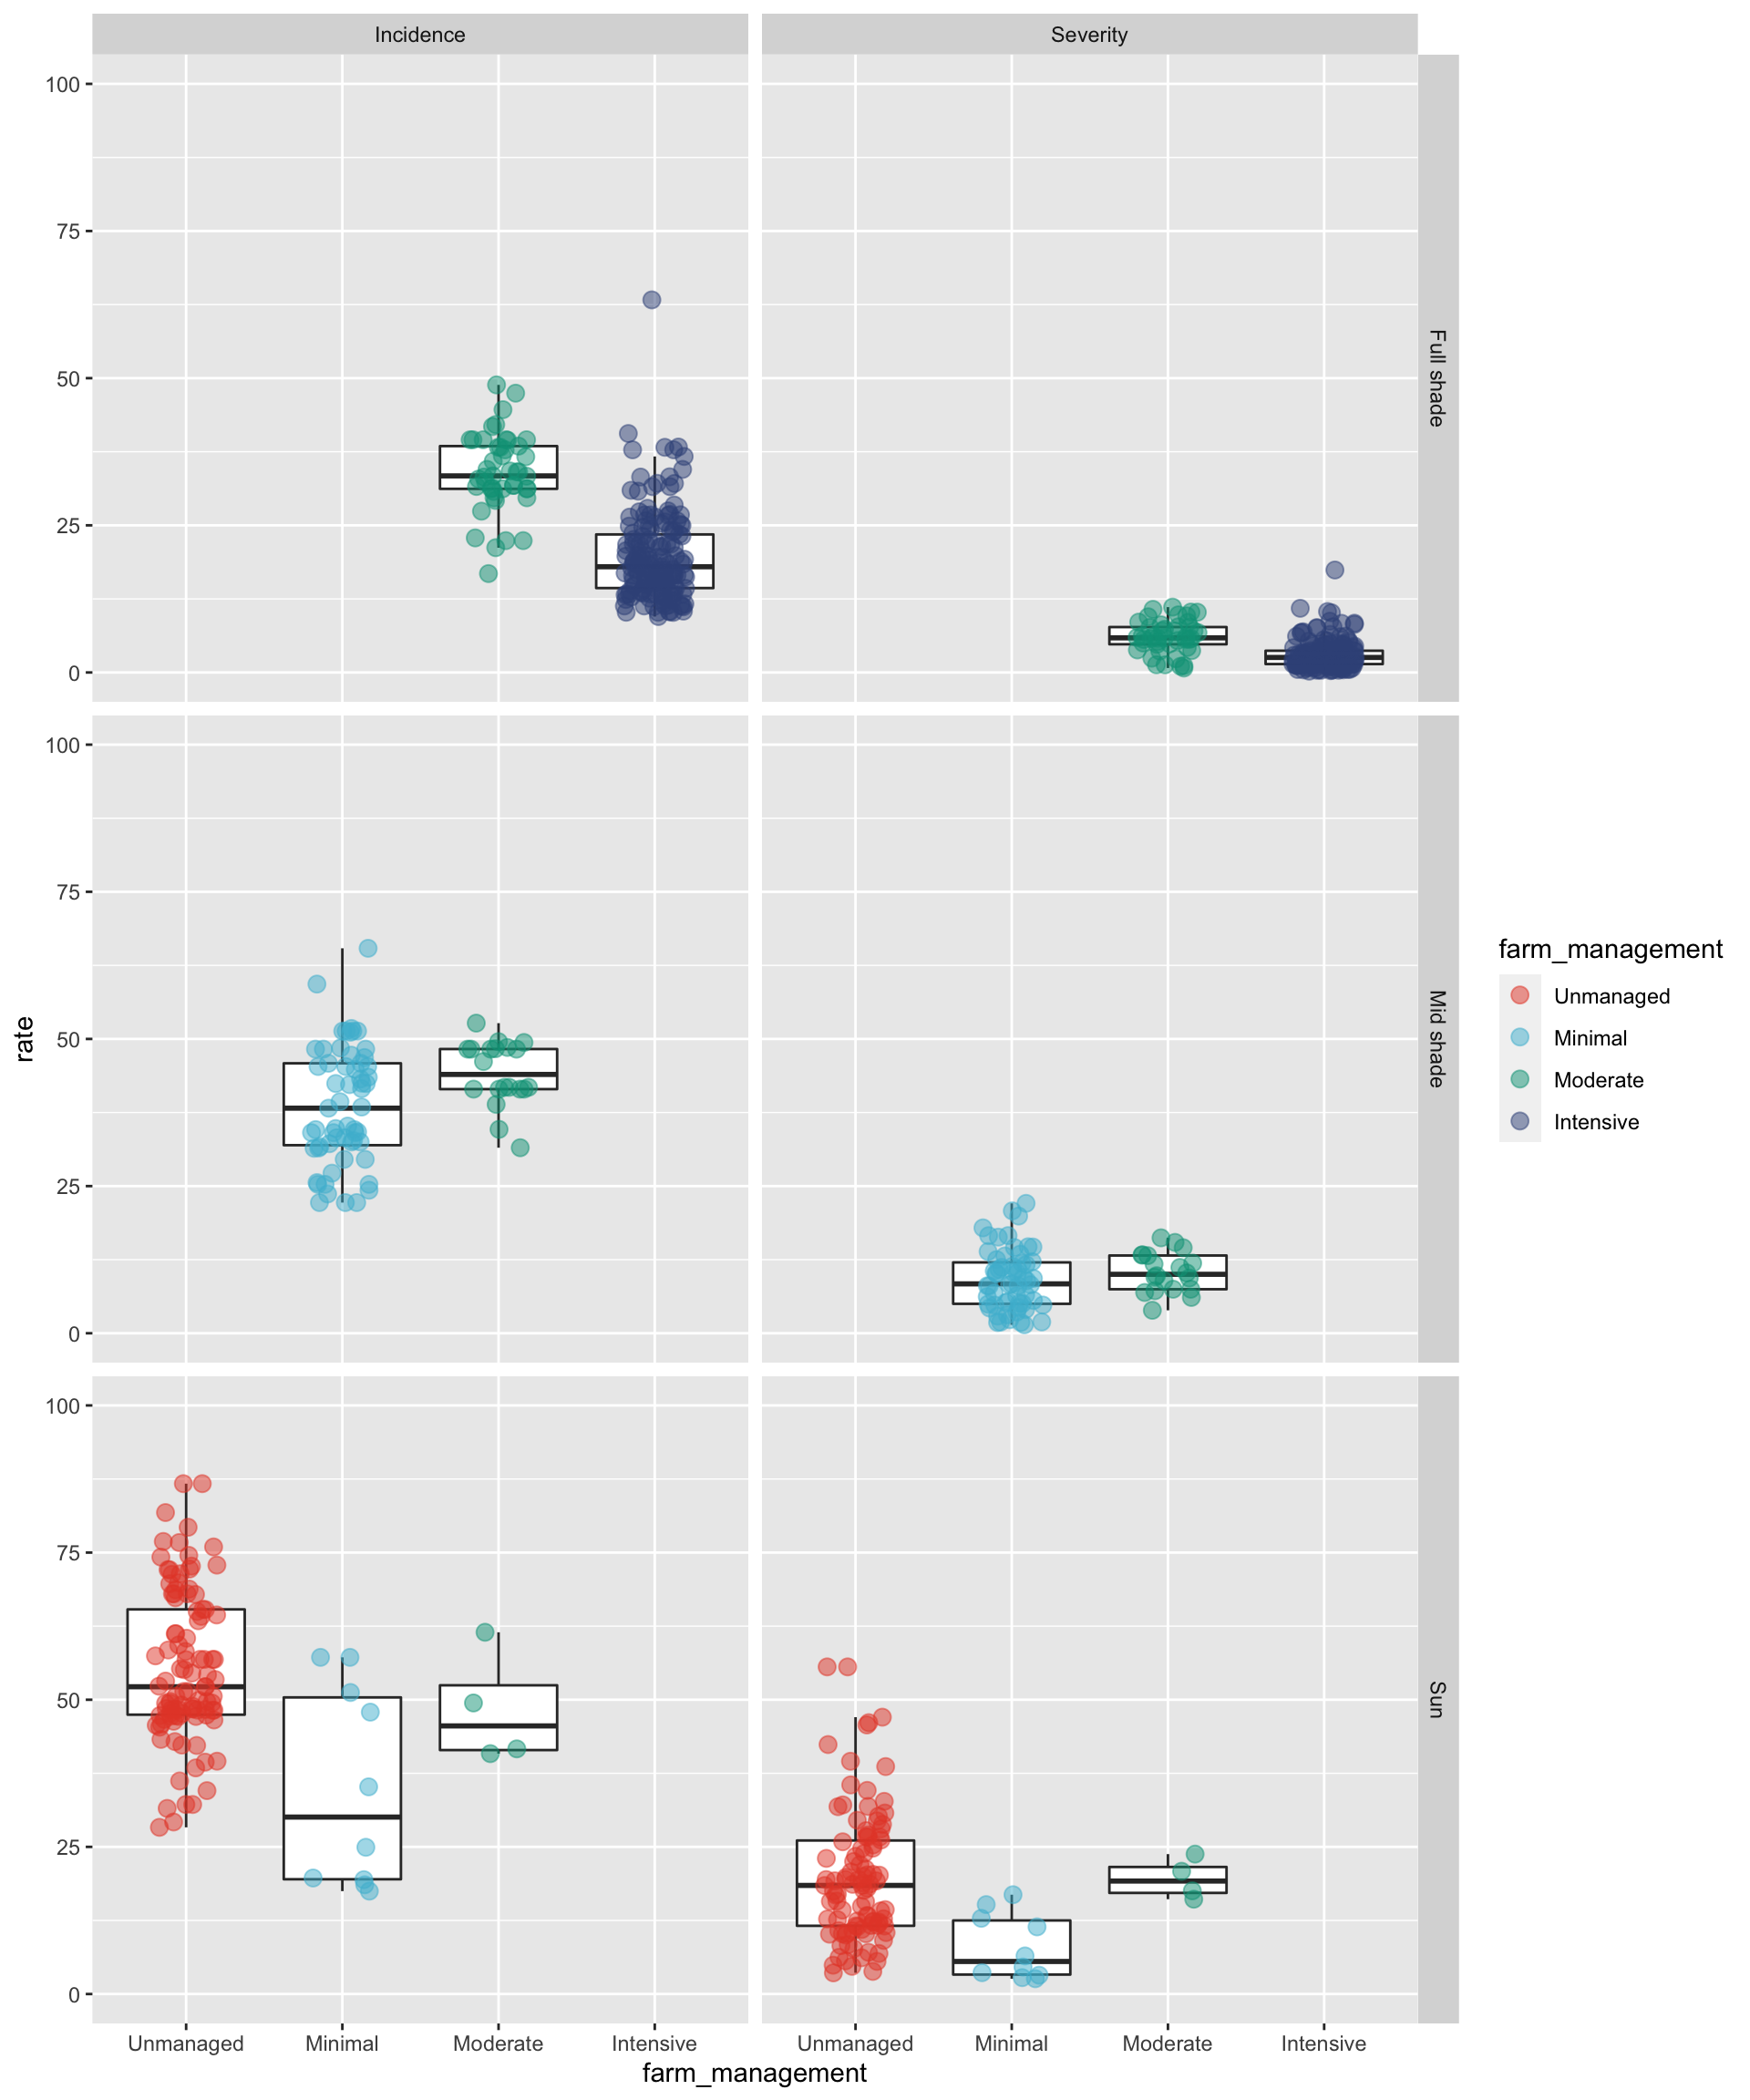 Incidence
Severity
100
75
50
25
0
Full shade
100
75
50
25
0
Mid shade
100
75
50
25
0
Sun
rate
Unmanaged
Minimal
Moderate
Intensive
Unmanaged
Minimal
Moderate
Intensive
farm_management
farm_management
Unmanaged
Minimal
Moderate
Intensive